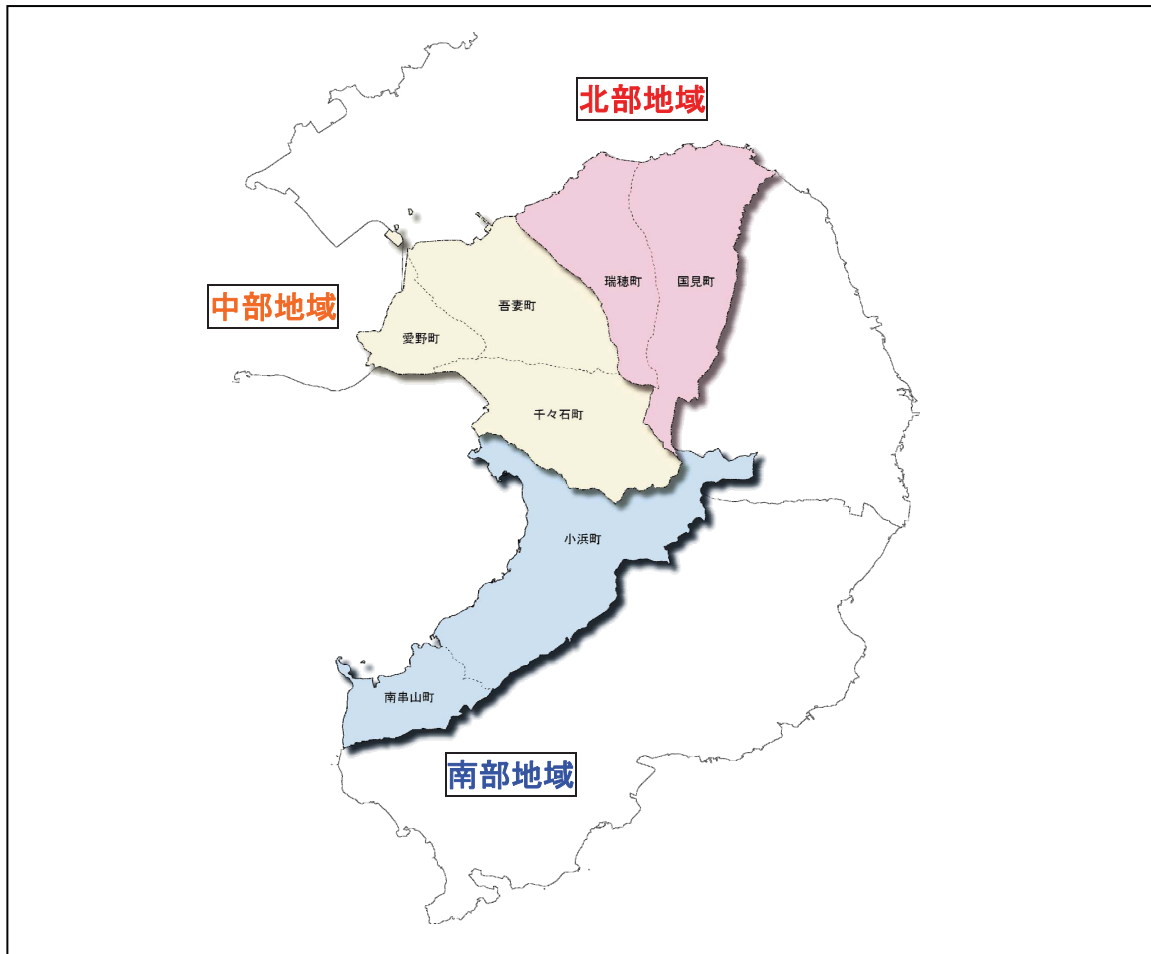 北部地域
瑞穂町
国見町
中部地域
吾妻町
愛野町
千々石町
小浜町
南串山町
南部地域